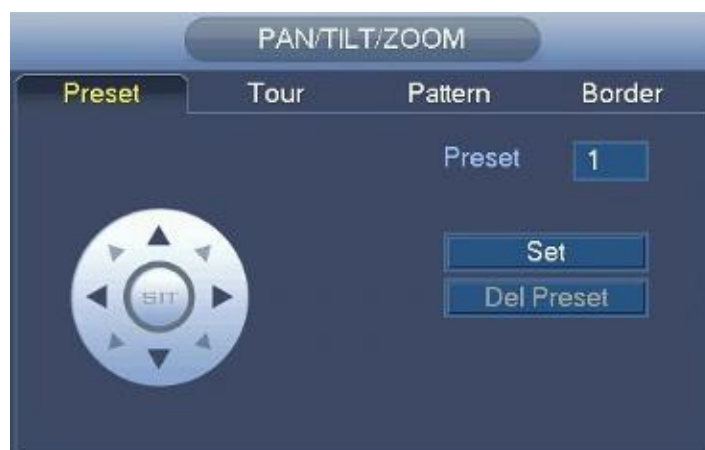 PAN/TILT/ZOOM
Preset Tour Pattern Border
Preset 1
Set
SIT
Del Preset